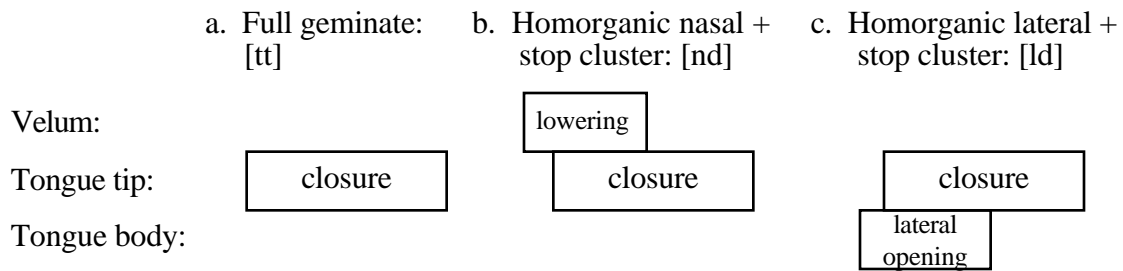 a. Full geminate: b. Homorganic nasal + c. Homorganic lateral +
[tt] stop cluster: [nd] stop cluster: [ld]
Velum: lowering
Tongue tip: closure closure closure
Tongue body: lateral
opening